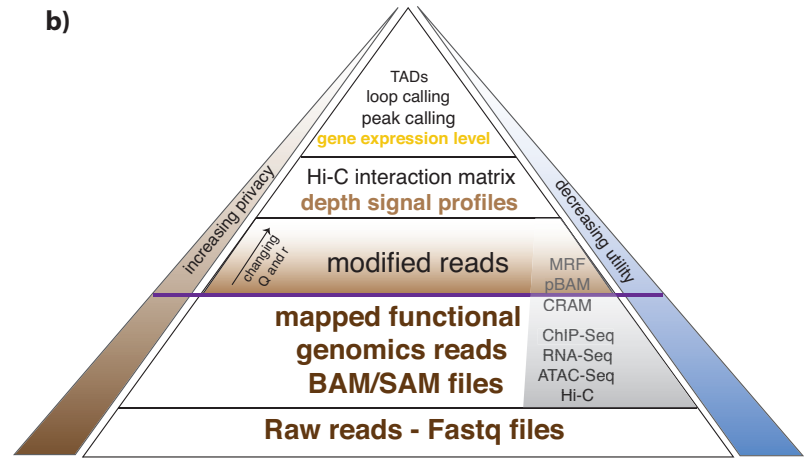 b)
TADs
loop calling
peak calling
gene expression level
increasing privacy
decreasing utility
Hi-C interaction matrix
depth signal profiles
changing
Q and r
modified reads
MRF
pBAM
CRAM
mapped functional
genomics reads
BAM/SAM files
ChIP-Seq
RNA-Seq
ATAC-Seq
Hi-C
Raw reads - Fastq files